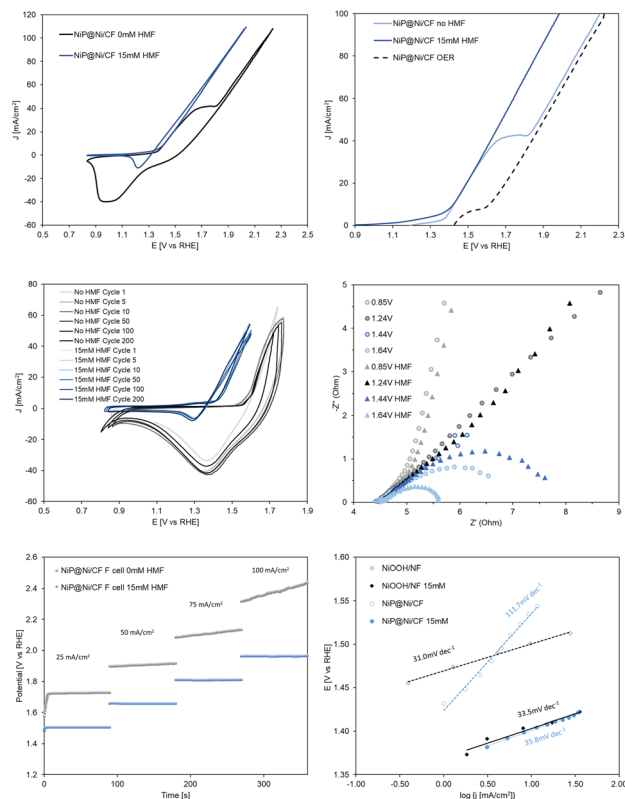 120
100
80
60
40
20
0
-20
-40
-60
J [mA/cm²]
NiP@Ni/CF 0mM HMF
NiP@Ni/CF 15mM HMF
0.5 0.7 0.9 1.1 1.3 1.5 1.7 1.9 2.1 2.3 2.5
E [V vs RHE]
100
80
60
40
20
0
J [mA/cm²]
NiP@Ni/CF no HMF
NiP@Ni/CF 15mM HMF
NiP@Ni/CF OER
0.9 1.1 1.3 1.5 1.7 1.9 2.1 2.3
E [V vs RHE]
80
60
40
20
0
-20
-40
-60
J [mA/cm²]
No HMF Cycle 1
No HMF Cycle 5
No HMF Cycle 10
No HMF Cycle 50
No HMF Cycle 100
No HMF Cycle 200
15mM HMF Cycle 1
15mM HMF Cycle 5
15mM HMF Cycle 10
15mM HMF Cycle 50
15mM HMF Cycle 100
15mM HMF Cycle 200
0.5 0.7 0.9 1.1 1.3 1.5 1.7 1.9
E [V vs RHE]
5
4
3
2
1
0
-Z" (Ohm)
0.85V
1.24V
1.44V
1.64V
0.85V HMF
1.24V HMF
1.44V HMF
1.64V HMF
4 5 6 7 8 9
Z' (Ohm)
2.6
2.4
2.2
2.0
1.8
1.6
1.4
1.2
Potential [V vs RHE]
NiP@Ni/CF F cell 0mM HMF
NiP@Ni/CF F cell 15mM HMF
25 mA/cm²
50 mA/cm²
75 mA/cm²
100 mA/cm²
0 100 200 300
Time [s]
1.60
1.55
1.50
1.45
1.40
1.35
E [V vs RHE]
NiOOH/NF
NiOOH/NF 15mM
NiP@Ni/CF
NiP@Ni/CF 15mM
111.7mV dec⁻¹
31.0mV dec⁻¹
33.5mV dec⁻¹
35.8mV dec⁻¹
-1.0 -0.5 0.0 0.5 1.0 1.5 2.0
log {j [mA/cm²]}